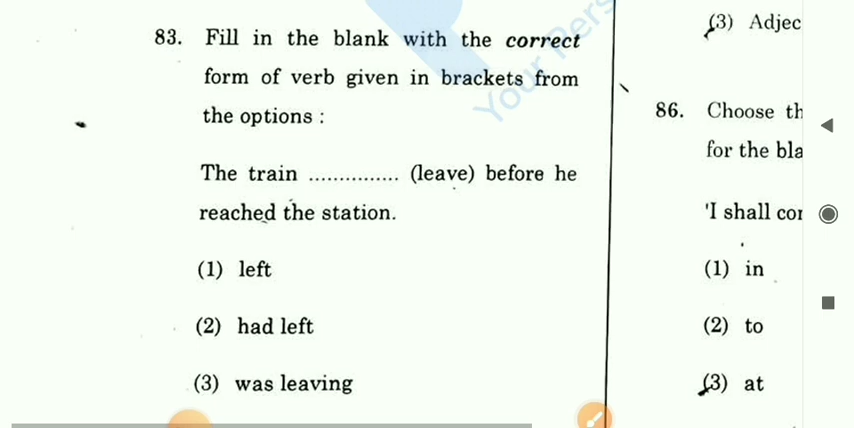 83. Fill in the blank with the correct
form of verb given in brackets from
the options :
The train ............... (leave) before he
reached the station.
(1) left
(2) had left
(3) was leaving
(3) Adjec
86. Choose th
for the bla
'I shall cor
(1) in
(2) to
(3) at
Your Pers